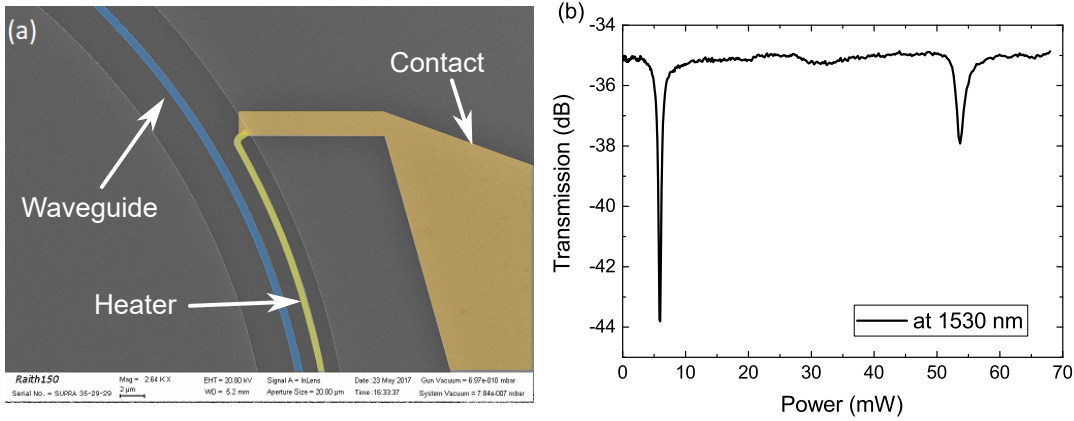 (a)
Contact
Waveguide
Heater
Raith150
Serial No. = SUPRA 35-29-29
Mag = 2.64 K X
2 µm
EHT = 20.00 kV
WD = 5.2 mm
Signal A = InLens
Aperture Size = 20.00 µm
Date :23 May 2017
Time :16:33:37
Gun Vacuum = 6.97e-010 mbar
System Vacuum = 7.84e-007 mbar
(b)
-34
-35
-36
-38
-40
-42
-44
Transmission (dB)
at 1530 nm
0 10 20 30 40 50 60 70
Power (mW)